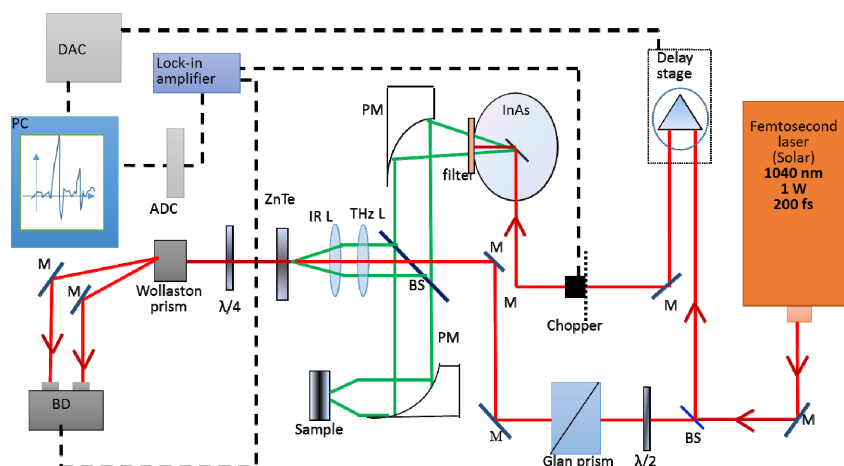 DAC
Lock-in
amplifier
PM
InAs
Delay
stage
PC
Femtosecond
laser
(Solar)
1040 nm
1 W
200 fs
filter
ADC
ZnTe
IR L
THz L
M
M
Wollaston
prism
λ/4
BS
M
M
Chopper
PM
BD
Sample
M
Glan prism
λ/2
BS
M